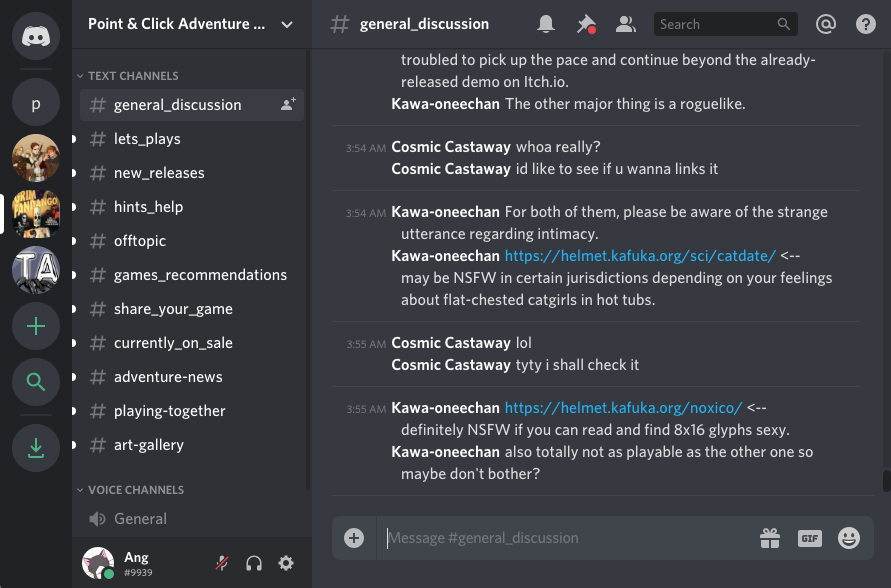 Point & Click Adventure ...
TEXT CHANNELS
# general_discussion
# lets_plays
# new_releases
# hints_help
# offtopic
# games_recommendations
# share_your_game
# currently_on_sale
# adventure-news
# playing-together
# art-gallery
VOICE CHANNELS
General
Ang
#9939
p
GRIM FANDANGO
TA
# general_discussion
Search
troubled to pick up the pace and continue beyond the already-
released demo on Itch.io.
Kawa-oneechan The other major thing is a roguelike.
3:54 AM Cosmic Castaway whoa really?
Cosmic Castaway id like to see if u wanna links it
3:54 AM Kawa-oneechan For both of them, please be aware of the strange
utterance regarding intimacy.
Kawa-oneechan https://helmet.kafuka.org/sci/catdate/ <--
may be NSFW in certain jurisdictions depending on your feelings
about flat-chested catgirls in hot tubs.
3:55 AM Cosmic Castaway lol
Cosmic Castaway tyty i shall check it
3:55 AM Kawa-oneechan https://helmet.kafuka.org/noxico/ <--
definitely NSFW if you can read and find 8x16 glyphs sexy.
Kawa-oneechan also totally not as playable as the other one so
maybe don't bother?
Message #general_discussion
GIF